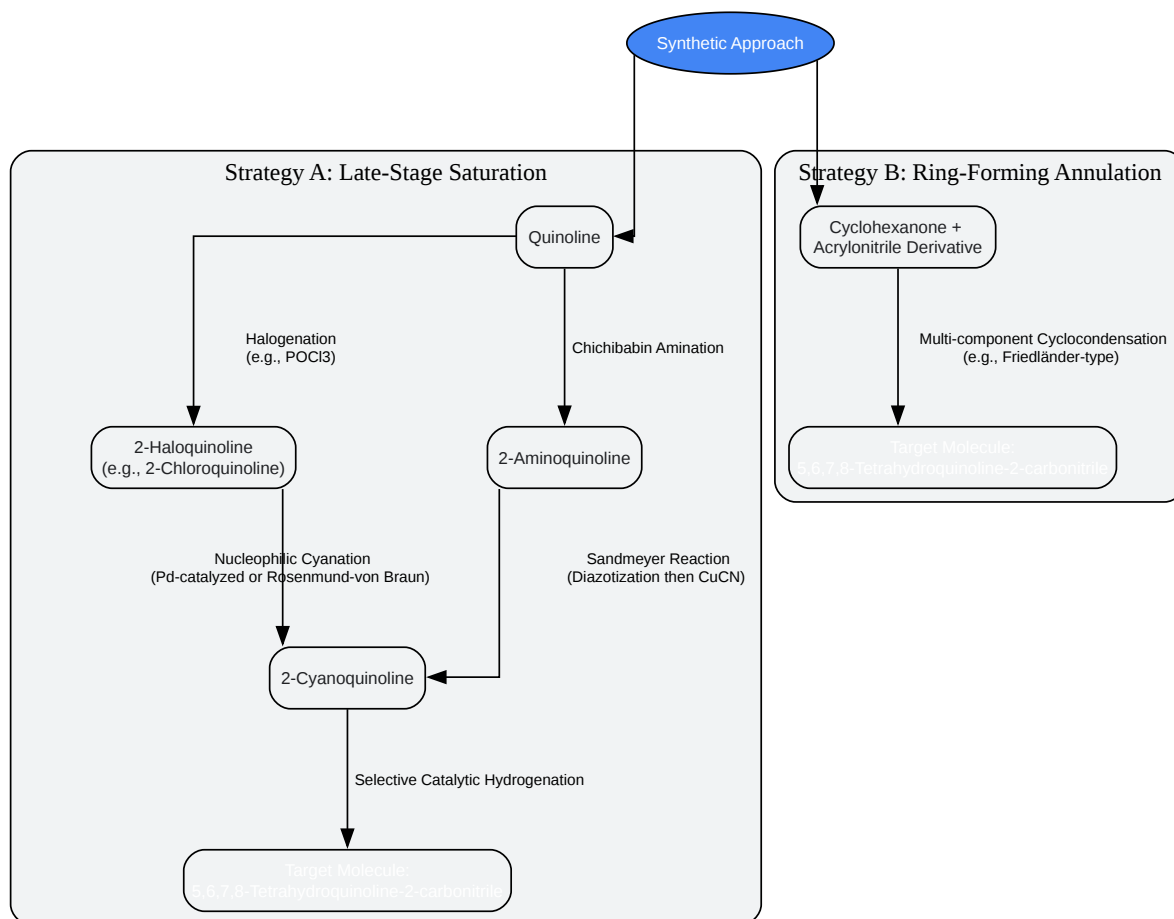 Synthetic Approach
Strategy A: Late-Stage Saturation
Quinoline
Halogenation
(e.g., POCl3)
Chichibabin Amination
2-Haloquinoline
(e.g., 2-Chloroquinoline)
2-Aminoquinoline
Nucleophilic Cyanation
(Pd-catalyzed or Rosenmund-von Braun)
Sandmeyer Reaction
(Diazotization then CuCN)
2-Cyanoquinoline
Selective Catalytic Hydrogenation
Target Molecule:
5,6,7,8-Tetrahydroquinoline-2-carbonitrile
Strategy B: Ring-Forming Annulation
Cyclohexanone +
Acrylonitrile Derivative
Multi-component Cyclocondensation
(e.g., Friedländer-type)
Target Molecule:
5,6,7,8-Tetrahydroquinoline-2-carbonitrile